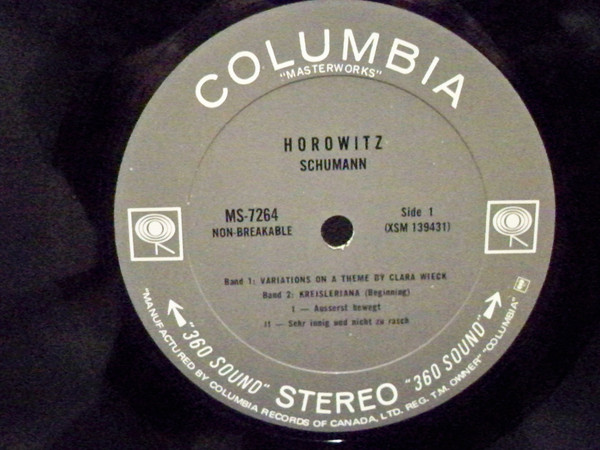 COLUMBIA
"MASTERWORKS"
HOROWITZ
SCHUMANN
MS-7264
NON-BREAKABLE
Side 1
(XSM 139431)
Band 1: VARIATIONS ON A THEME BY CLARA WIECK
Band 2: KREISLERIANA (Beginning)
I — Ausserst bewegt
II — Sehr innig und nicht zu rasch
"360 SOUND" STEREO "360 SOUND"
"MANUFACTURED BY COLUMBIA RECORDS OF CANADA, LTD. REG. T.M. OWNER" "COLUMBIA"